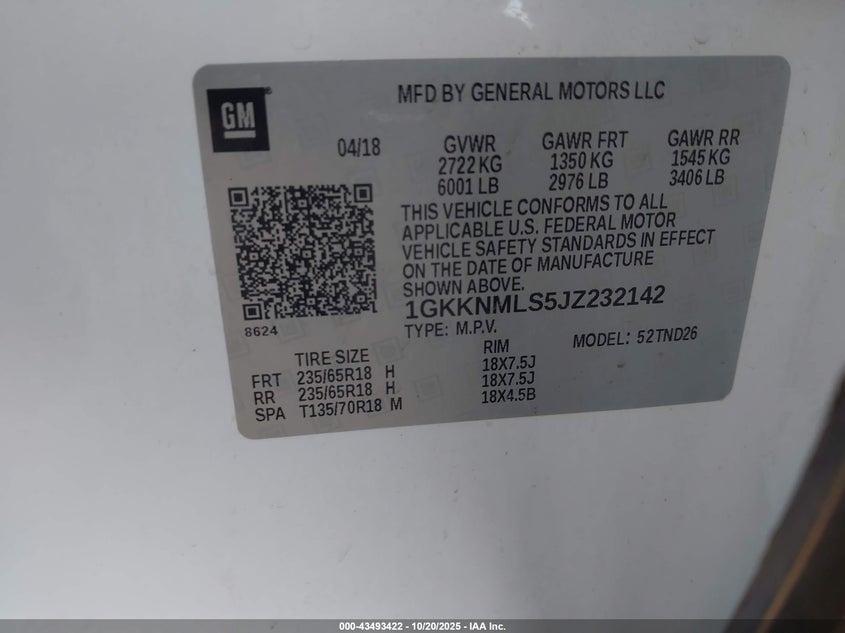 GM
MFD BY GENERAL MOTORS LLC
04/18
GVWR
2722 KG
6001 LB
GAWR FRT
1350 KG
2976 LB
GAWR RR
1545 KG
3406 LB
THIS VEHICLE CONFORMS TO ALL
APPLICABLE U.S. FEDERAL MOTOR
VEHICLE SAFETY STANDARDS IN EFFECT
ON THE DATE OF MANUFACTURE
SHOWN ABOVE.
1GKKNMLS5JZ232142
8624
TYPE: M.P.V.
MODEL: 52TND26
TIRE SIZE
RIM
FRT 235/65R18 H 18X7.5J
RR 235/65R18 H 18X7.5J
SPA T135/70R18 M 18X4.5B
000-43493422 - 10/20/2025 - IAA Inc.